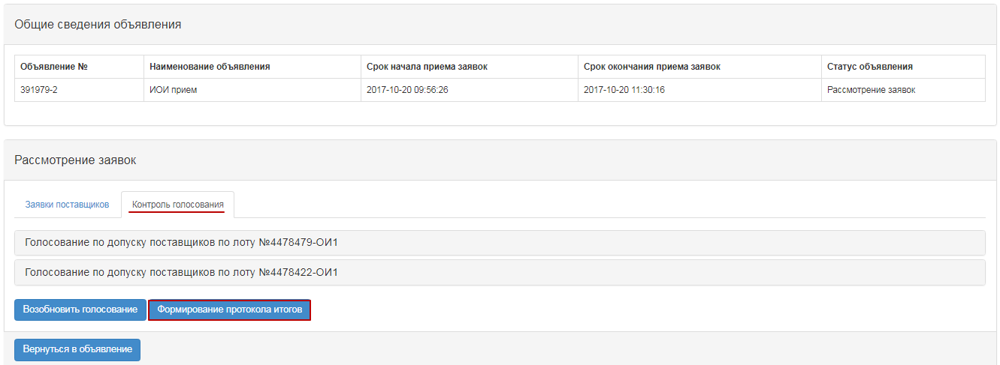 Общие сведения объявления
Объявление № Наименование объявления Срок начала приема заявок Срок окончания приема заявок Статус объявления
391979-2 ИОИ прием 2017-10-20 09:56:26 2017-10-20 11:30:16 Рассмотрение заявок
Рассмотрение заявок
Заявки поставщиков Контроль голосования
Голосование по допуску поставщиков по лоту №4478479-ОИ1
Голосование по допуску поставщиков по лоту №4478422-ОИ1
Возобновить голосование Формирование протокола итогов
Вернуться в объявление